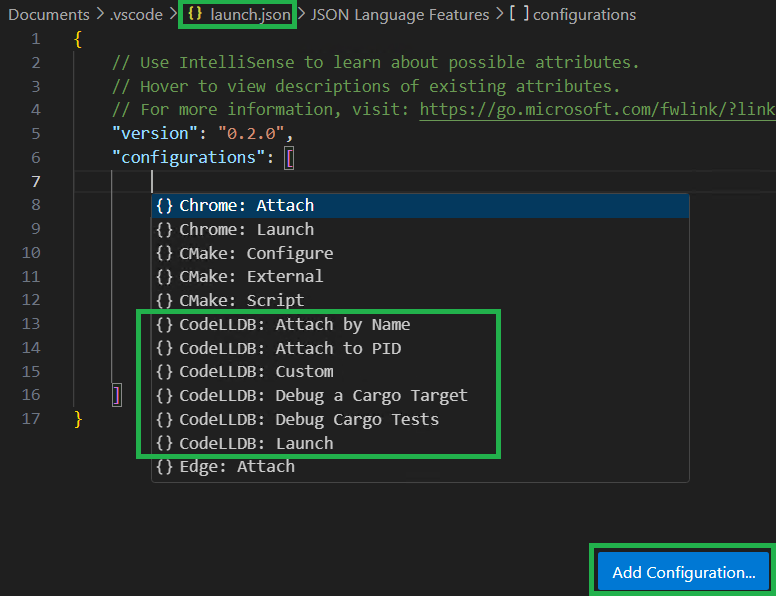 Documents > .vscode > {} launch.json > JSON Language Features > [ ] configurations
1 {
2 // Use IntelliSense to learn about possible attributes.
3 // Hover to view descriptions of existing attributes.
4 // For more information, visit: https://go.microsoft.com/fwlink/?link
5 "version": "0.2.0",
6 "configurations": [
7
8 {} Chrome: Attach
9 {} Chrome: Launch
10 {} CMake: Configure
11 {} CMake: External
12 {} CMake: Script
13 {} CodeLLDB: Attach by Name
14 {} CodeLLDB: Attach to PID
15 {} CodeLLDB: Custom
16 ] {} CodeLLDB: Debug a Cargo Target
17 } {} CodeLLDB: Debug Cargo Tests
{} CodeLLDB: Launch
{} Edge: Attach
Add Configuration...